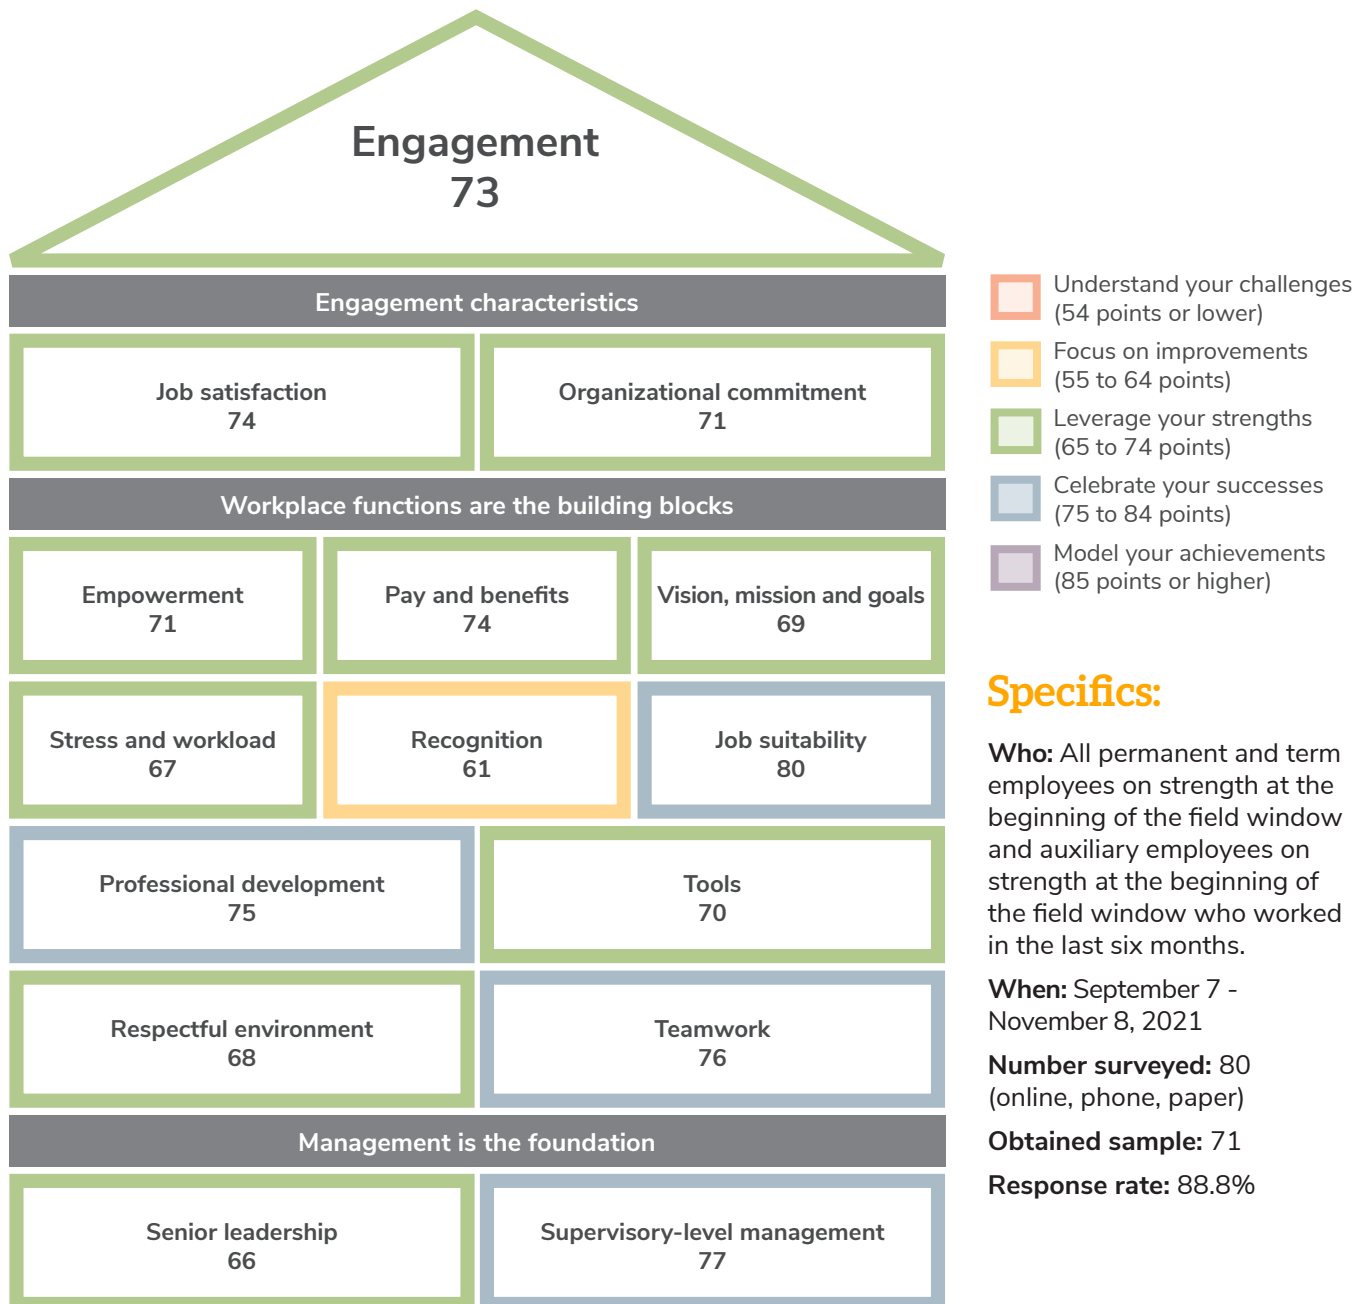 Engagement
73
Engagement characteristics
Job satisfaction
74
Organizational commitment
71
Workplace functions are the building blocks
Empowerment
71
Pay and benefits
74
Vision, mission and goals
69
Stress and workload
67
Recognition
61
Job suitability
80
Professional development
75
Tools
70
Respectful environment
68
Teamwork
76
Management is the foundation
Senior leadership
66
Supervisory-level management
77
Understand your challenges
(54 points or lower)
Focus on improvements
(55 to 64 points)
Leverage your strengths
(65 to 74 points)
Celebrate your successes
(75 to 84 points)
Model your achievements
(85 points or higher)
Specifics:
Who: All permanent and term
employees on strength at the
beginning of the field window
and auxiliary employees on
strength at the beginning of
the field window who worked
in the last six months.
When: September 7 -
November 8, 2021
Number surveyed: 80
(online, phone, paper)
Obtained sample: 71
Response rate: 88.8%